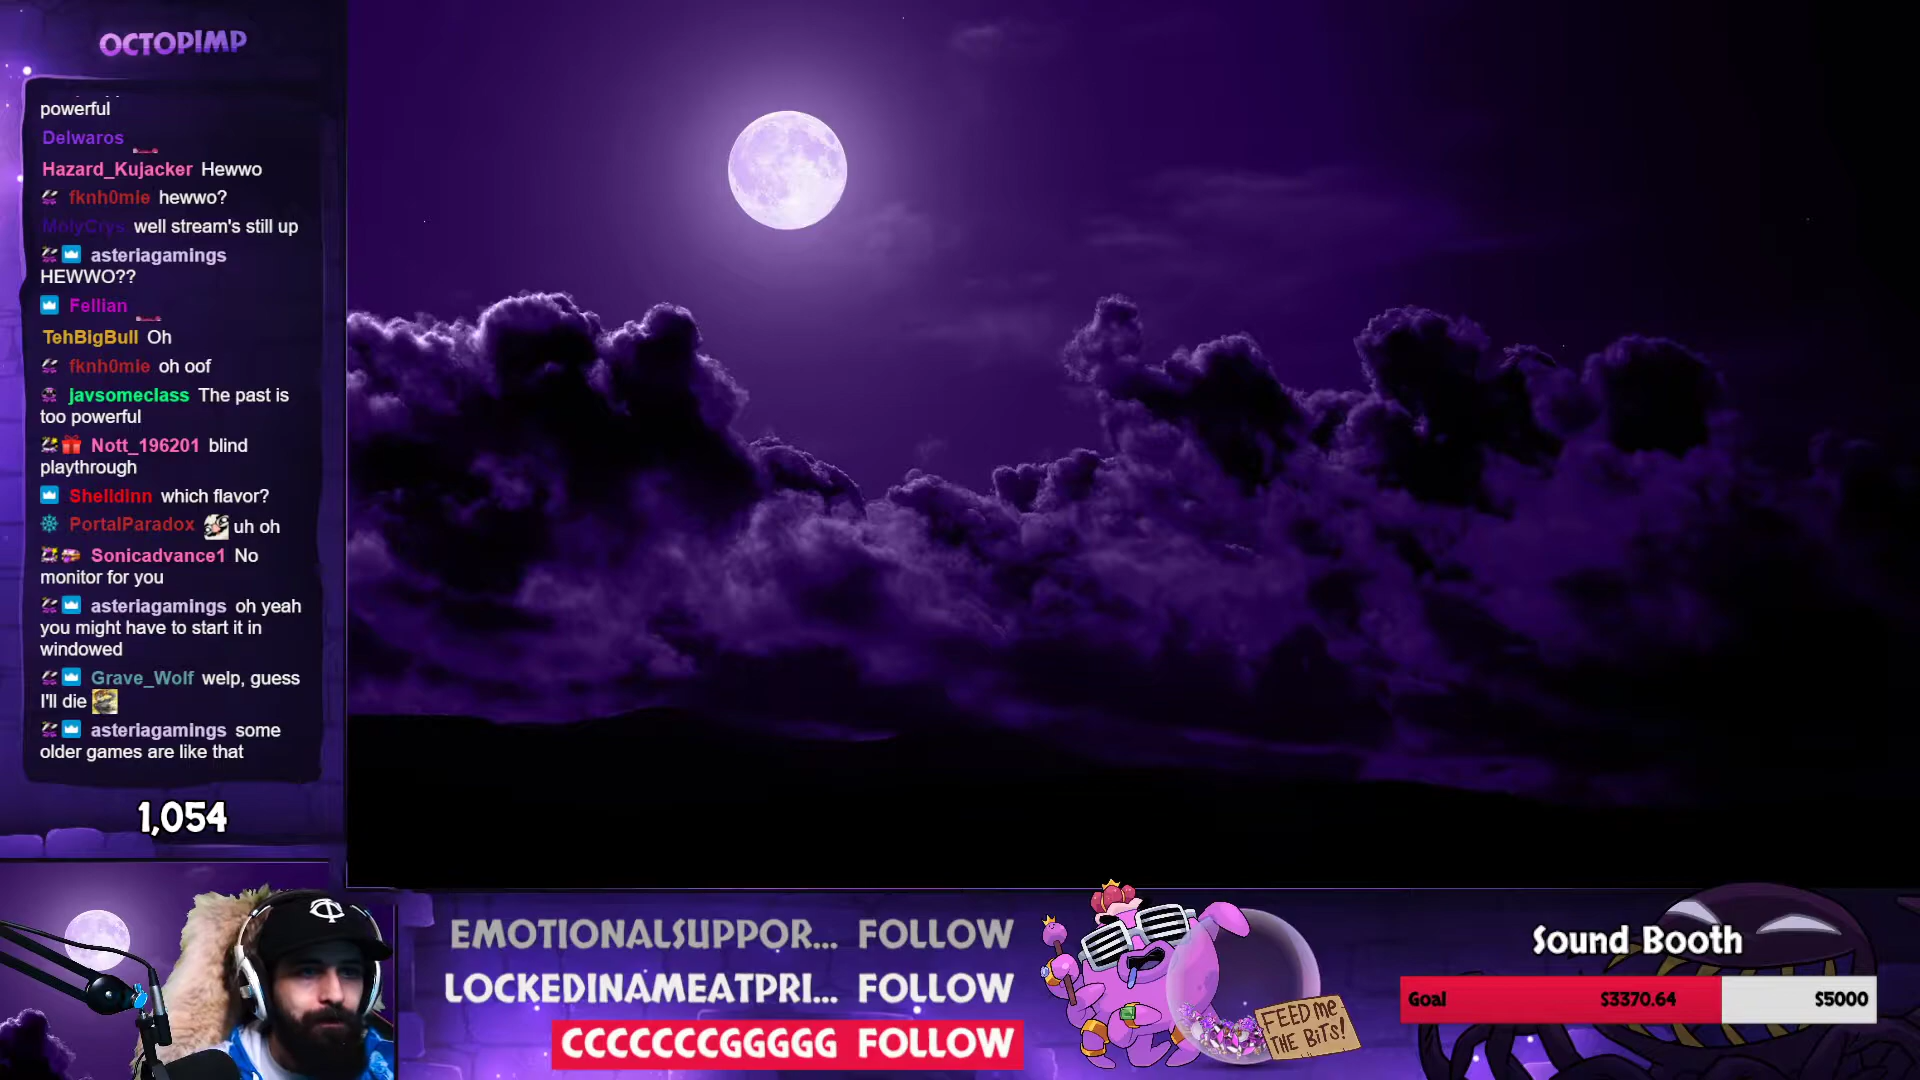 OCTOPIMP
powerful
Delwaros
Hazard_Kujacker Hewwo
fknh0mie hewwo?
MolyCrys well stream's still up
asteriagamings
HEWWO??
Fellian
TehBigBull Oh
fknh0mie oh oof
javsomeclass The past is
too powerful
Nott_196201 blind
playthrough
Shelldinn which flavor?
PortalParadox uh oh
Sonicadvance1 No
monitor for you
asteriagamings oh yeah
you might have to start it in
windowed
Grave_Wolf welp, guess
I'll die
asteriagamings some
older games are like that
1,054
EMOTIONALSUPPOR... FOLLOW
LOCKEDINAMEATPRI... FOLLOW
CCCCCCCGGGGG FOLLOW
FEED ME
THE BITS!
Sound Booth
Goal $3370.64 $5000